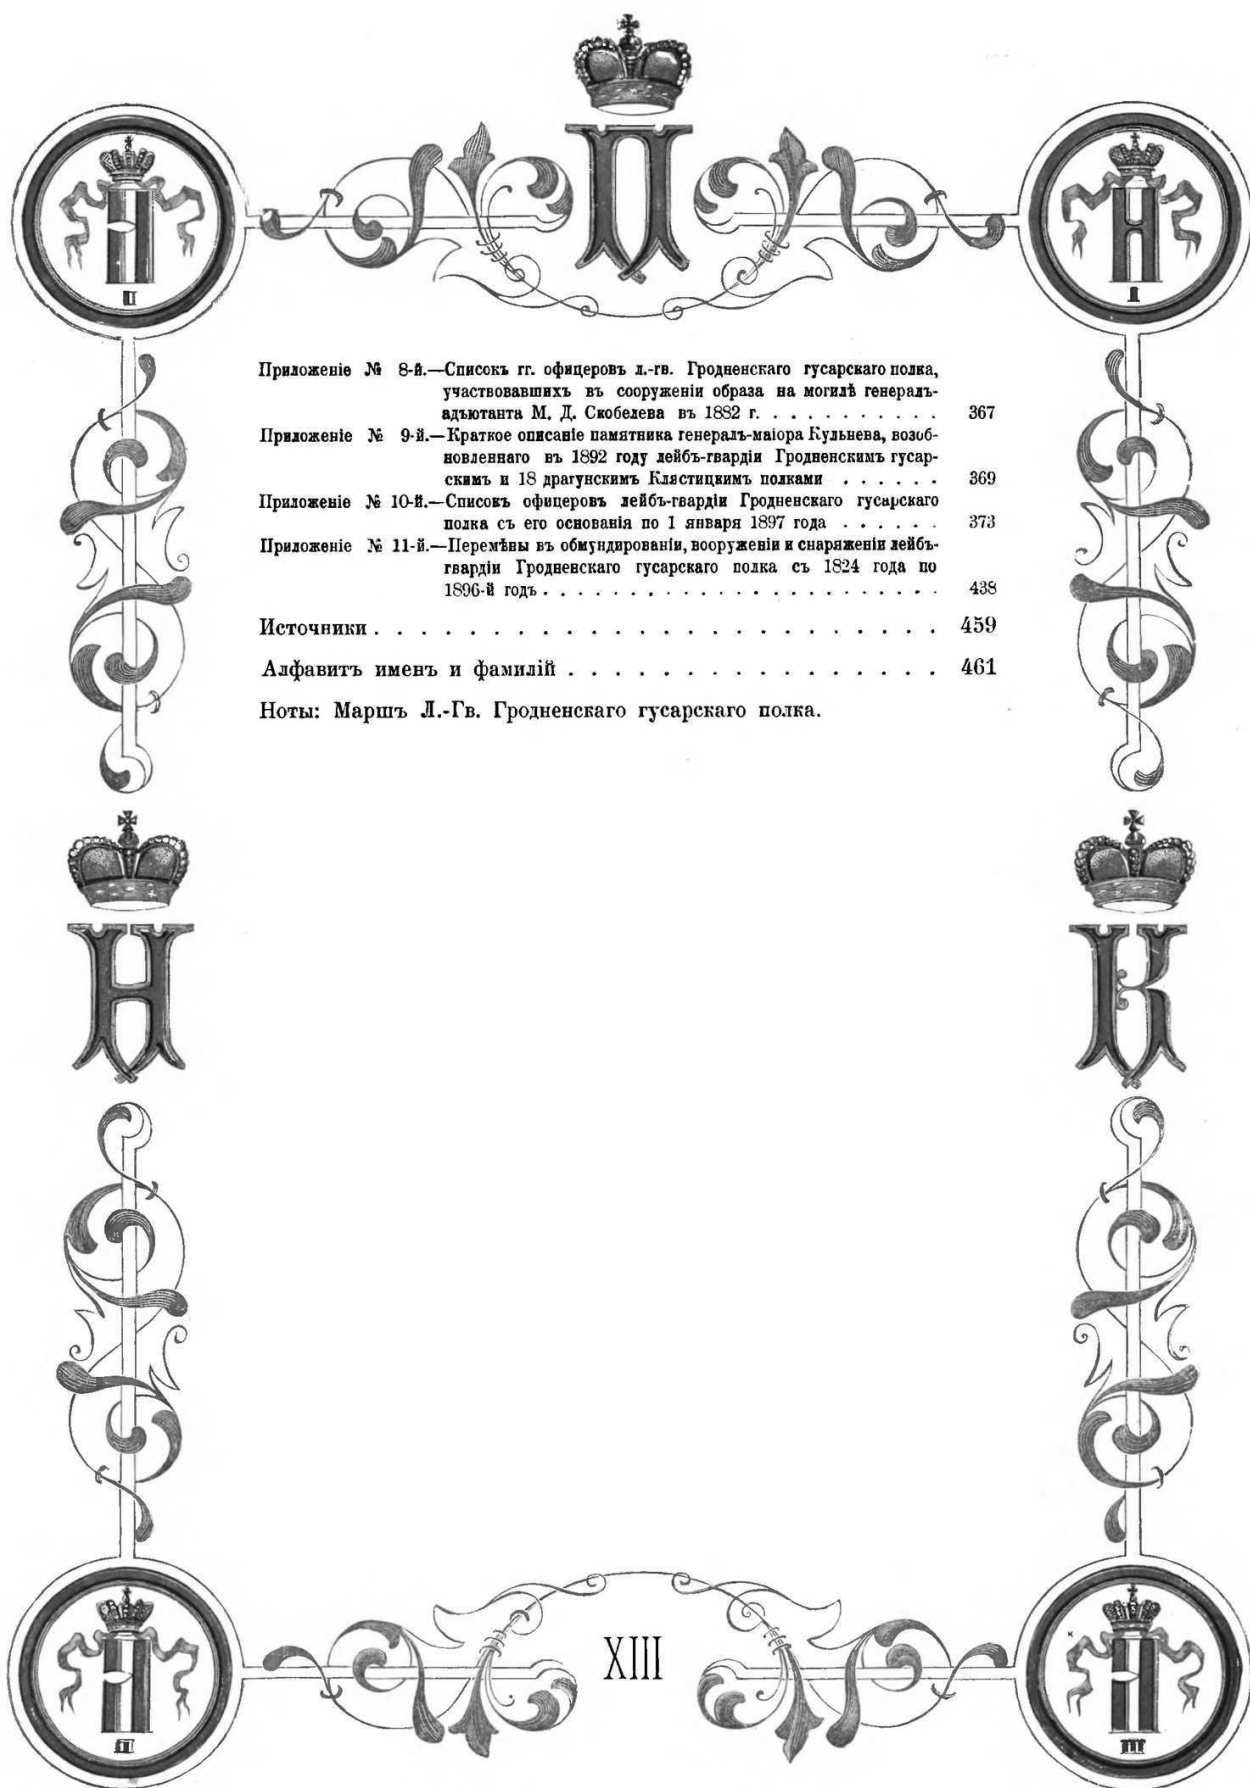 П
II
I
Приложеніе № 8-й.—Списокъ гг. офицеров л.-гв. Гродненскаго гусарскаго полка,
участвовавшихъ въ сооруженіи образа на могилѣ генералъ-
адъютанта М. Д. Скобелева въ 1882 г. . . . . . . . . . . . 367
Приложеніе № 9-й.—Краткое описаніе памятника генералъ-маіора Кульнева, возоб-
новленнаго въ 1892 году лейбъ-гвардіи Гродненскимъ гусар-
скимъ и 18 драгунскимъ Клястицкимъ полками . . . . . . 369
Приложеніе № 10-й.—Списокъ офицеровъ лейбъ-гвардіи Гродненскаго гусарскаго
полка съ его основанія по 1 января 1897 года . . . . . . 373
Приложеніе № 11-й.—Перемѣны въ обмундированіи, вооруженіи и снаряженіи лейбъ-
гвардіи Гродненскаго гусарскаго полка съ 1824 года по
1896-й годъ . . . . . . . . . . . . . . . . . . . . . . . 438
Источники . . . . . . . . . . . . . . . . . . . . . . . . 459
Алфавитъ именъ и фамилій . . . . . . . . . . . . . . . . 461
Ноты: Маршъ Л.-Гв. Гродненскаго гусарскаго полка.
Н
К
XIII
III